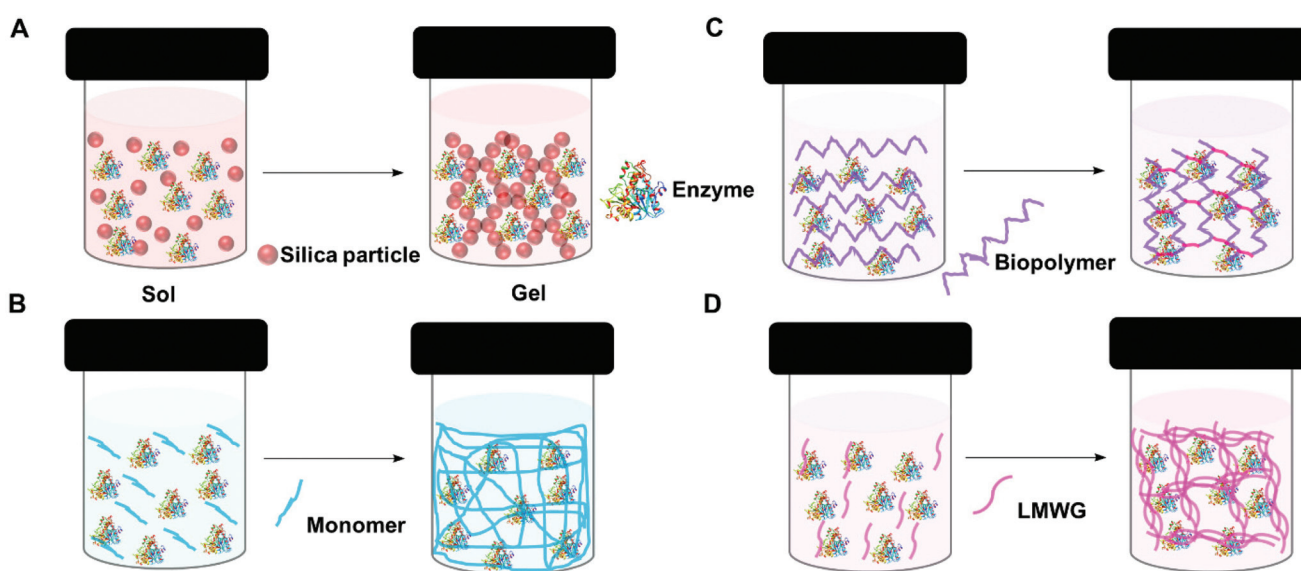 A
Silica particle
Sol
Gel
Enzyme
B
Monomer
C
Biopolymer
D
LMWG